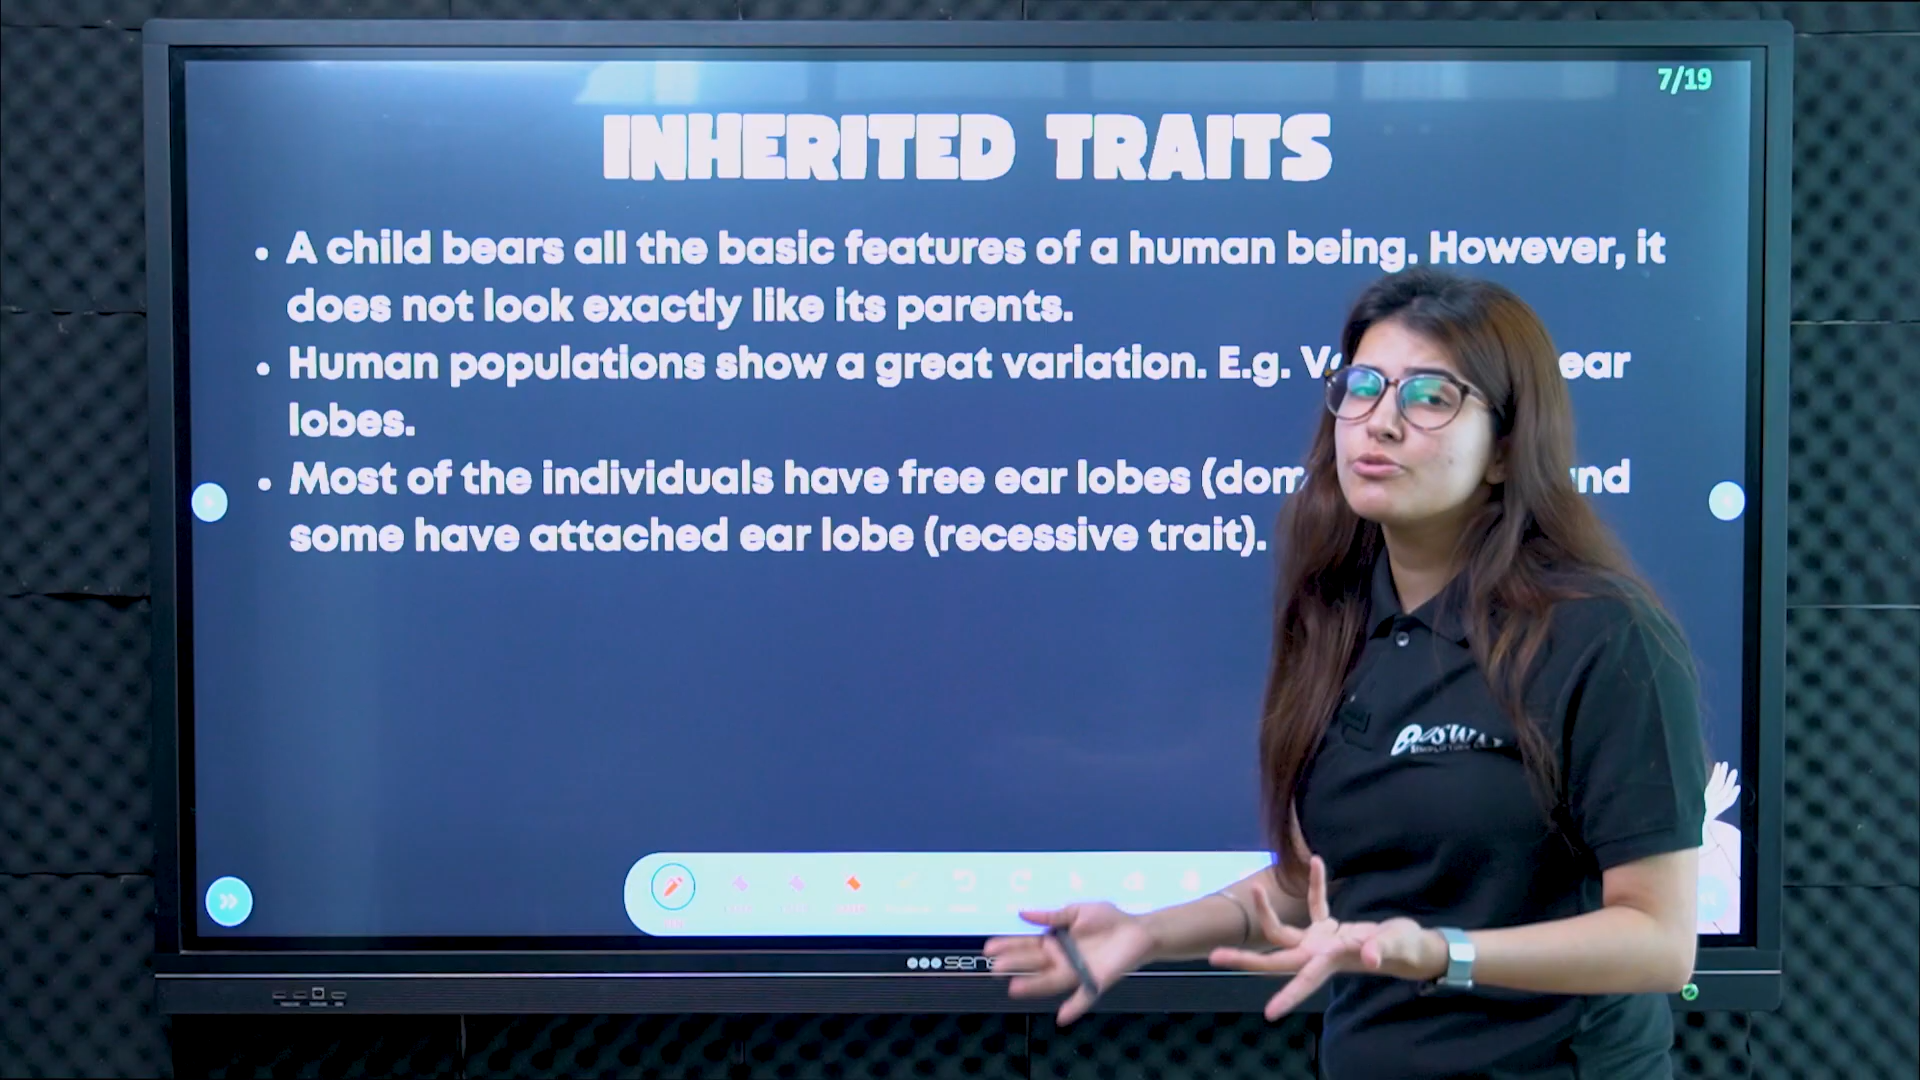 7/19
INHERITED TRAITS
• A child bears all the basic features of a human being. However, it
does not look exactly like its parents.
• Human populations show a great variation. E.g. ear
lobes.
• Most of the individuals have free ear lobes
some have attached ear lobe (recessive trait).